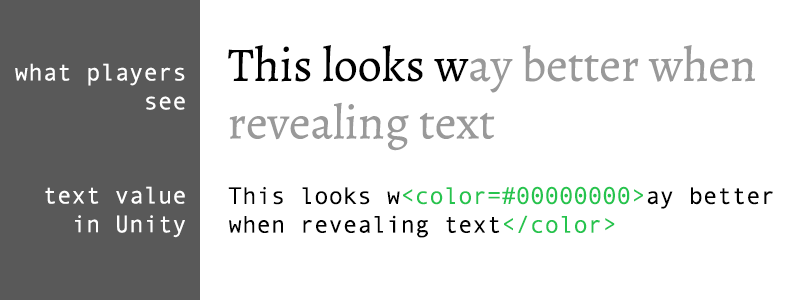 what players
see
This looks way better when
revealing text
text value
in Unity
This looks w<color=#00000000>ay better
when revealing text</color>